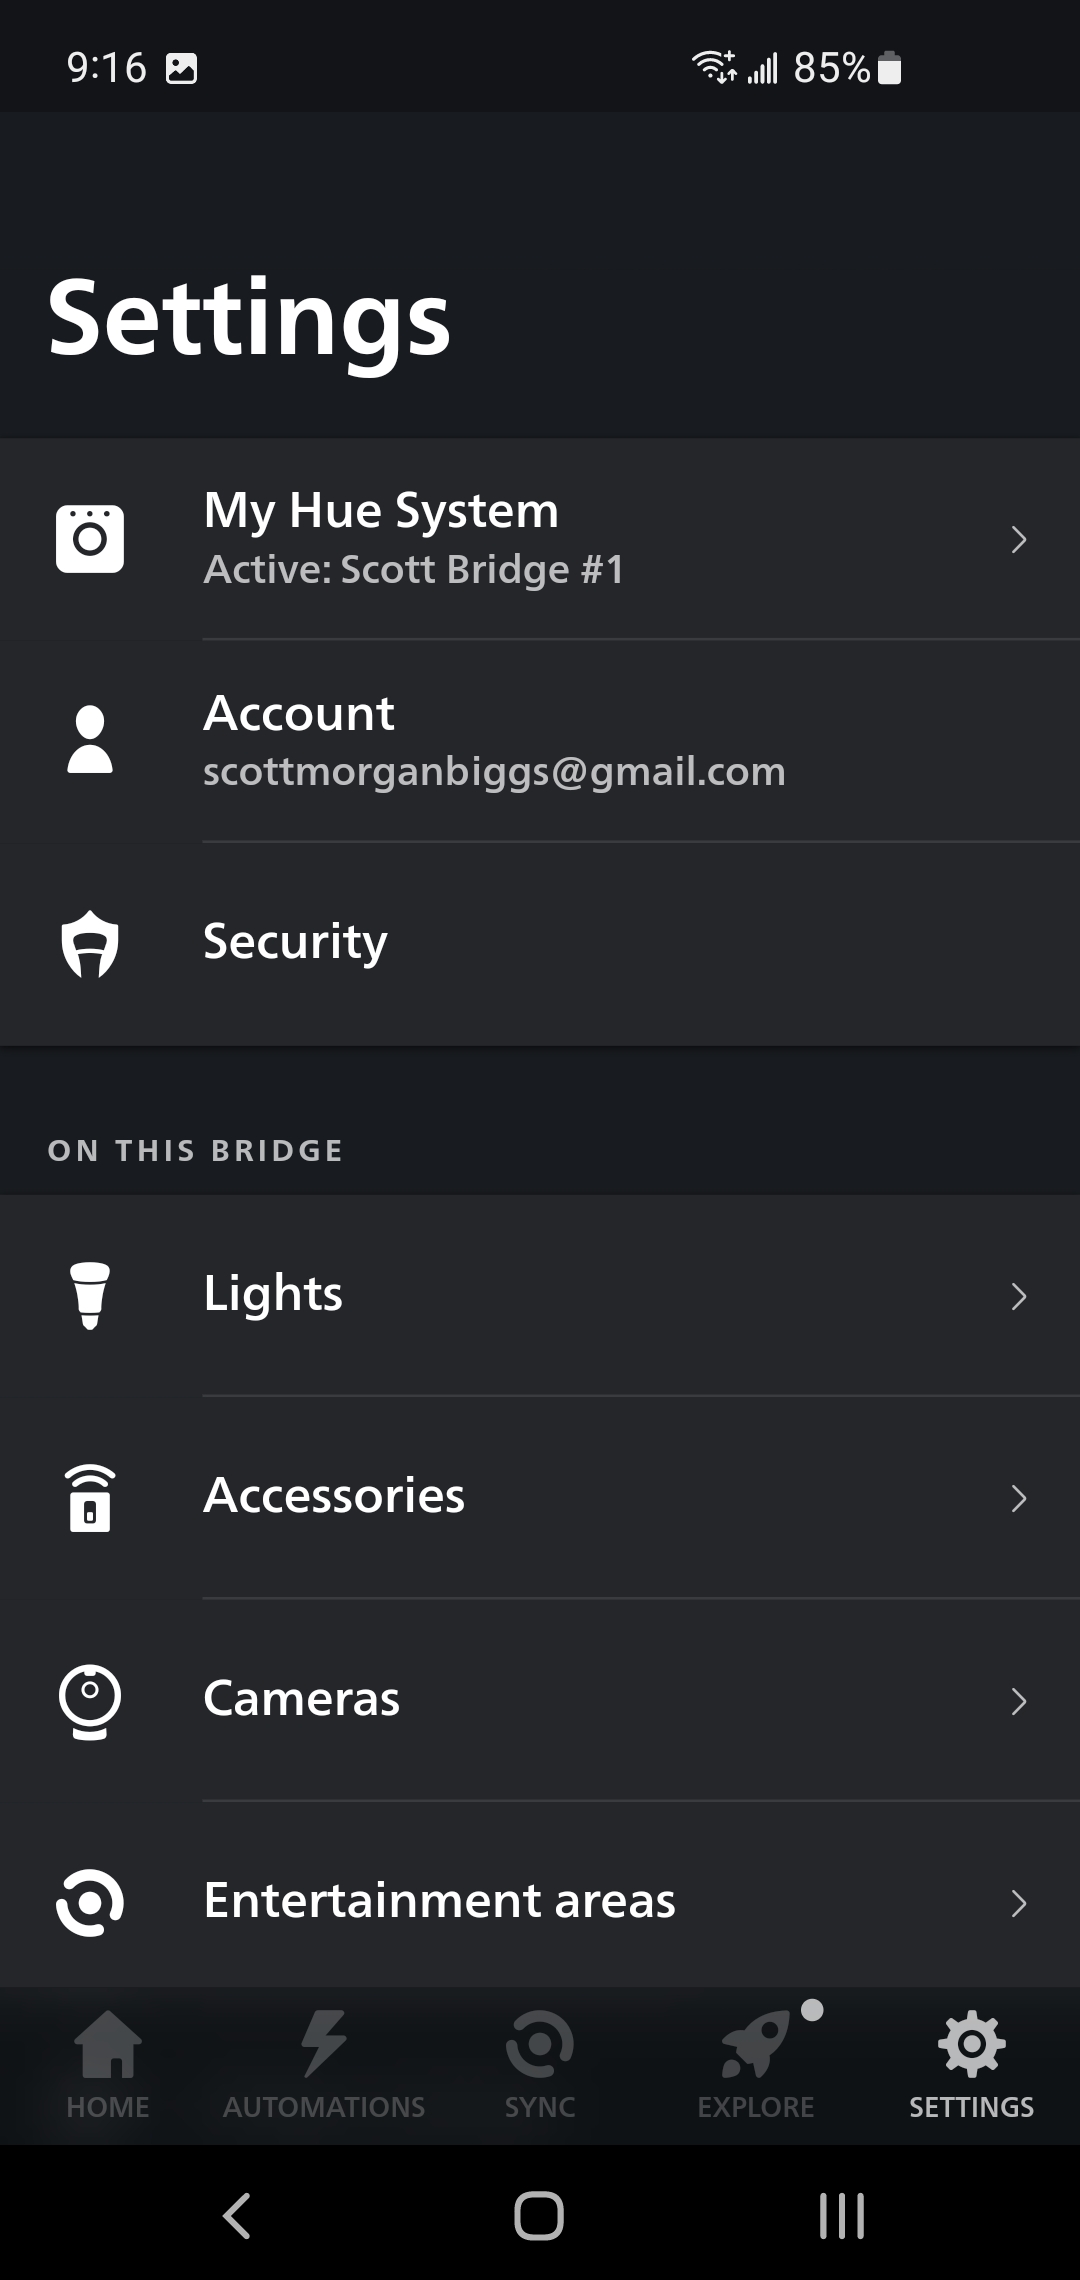 9:16
85%
Settings
My Hue System
Active: Scott Bridge #1
Account
scottmorganbiggs@gmail.com
Security
ON THIS BRIDGE
Lights
Accessories
Cameras
Entertainment areas
HOME
AUTOMATIONS
SYNC
EXPLORE
SETTINGS